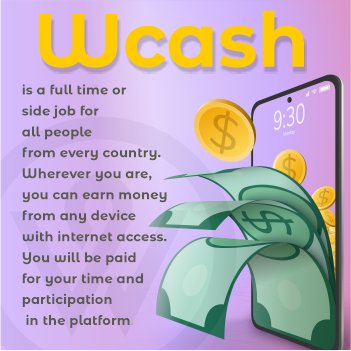 Wcash
is a full time or
side job for
all people
from every country.
Wherever you are,
you can earn money
from any device
with internet access.
You will be paid
for your time and
participation
in the platform
9:30